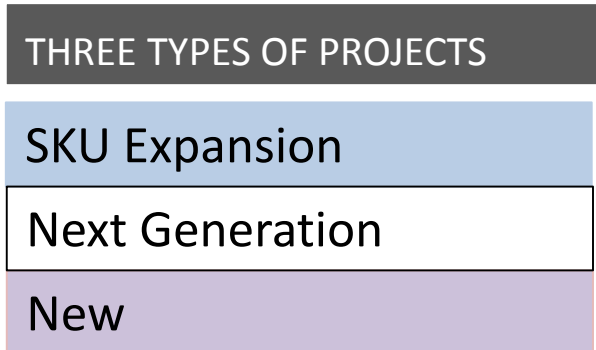 THREE TYPES OF PROJECTS
SKU Expansion
Next Generation
New